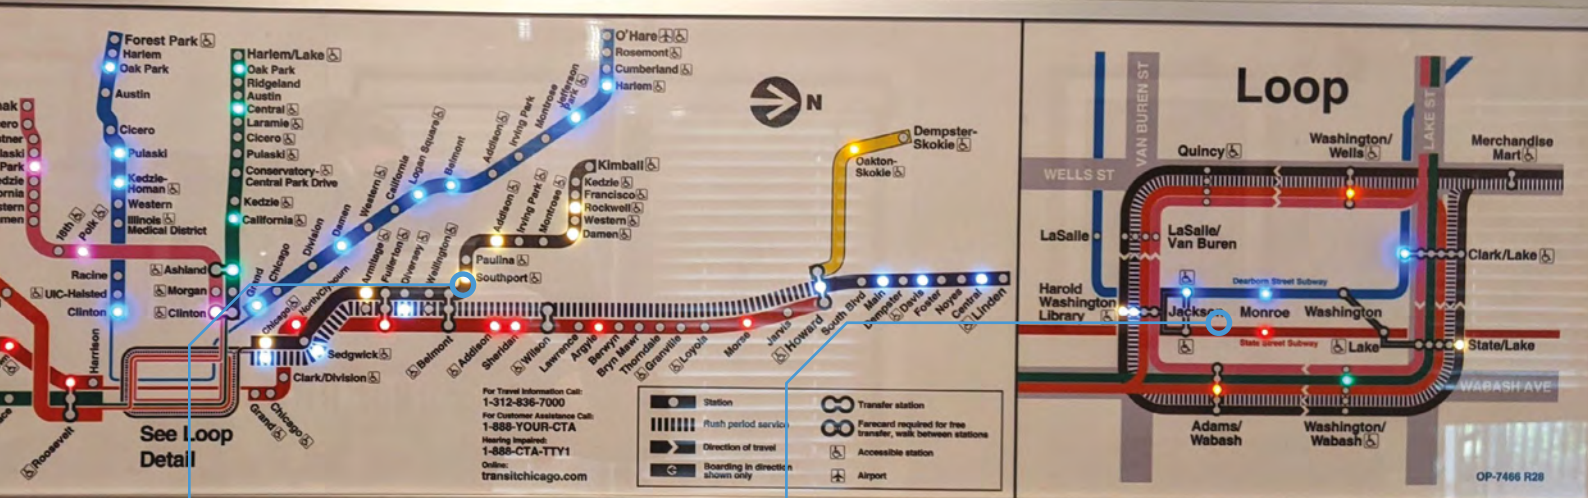 Forest Park
Harlem
Oak Park
Austin
Cicero
Pulaski
Kedzie-
Homan
Western
Illinois
Medical District
Racine
UIC-Halsted
Clinton
Harrison
Roosevelt
18th
Polk
Harlem/Lake
Oak Park
Ridgeland
Austin
Central
Laramie
Cicero
Pulaski
Conservatory-
Central Park Drive
Kedzie
California
Ashland
Morgan
Clinton
Grand
Chicago
Division
Damen
Western
California
Logan Square
Belmont
Addison
Irving Park
Montrose
Jefferson
Park
Harlem
Cumberland
Rosemont
O'Hare
Kimball
Kedzie
Francisco
Rockwell
Western
Damen
Montrose
Irving Park
Addison
Paulina
Southport
Chicago
North/Clybourn
Armitage
Fullerton
Diversey
Wellington
Sedgwick
Clark/Division
Grand
Chicago
Belmont
Addison
Sheridan
Wilson
Lawrence
Argyle
Berwyn
Bryn Mawr
Thorndale
Granville
Loyola
Morse
Jarvis
Howard
South Blvd
Main
Dempster
Davis
Foster
Noyes
Central
Linden
Dempster-
Skokie
Oakton-
Skokie
N
See Loop
Detail
For Travel Information Call:
1-312-836-7000
For Customer Assistance Call:
1-888-YOUR-CTA
Hearing Impaired:
1-888-CTA-TTY1
Online:
transitchicago.com
Station
Rush period service
Direction of travel
Boarding in direction
shown only
Transfer station
Farecard required for free
transfer, walk between stations
Accessible station
Airport
Loop
VAN BUREN ST
LAKE ST
WELLS ST
WABASH AVE
Quincy
Washington/
Wells
Merchandise
Mart
LaSalle
LaSalle/
Van Buren
Clark/Lake
Harold
Washington
Library
Jackson
Dearborn Street Subway
Monroe
Washington
State Street Subway
Lake
State/Lake
Adams/
Wabash
Washington/
Wabash
OP-7466 R28